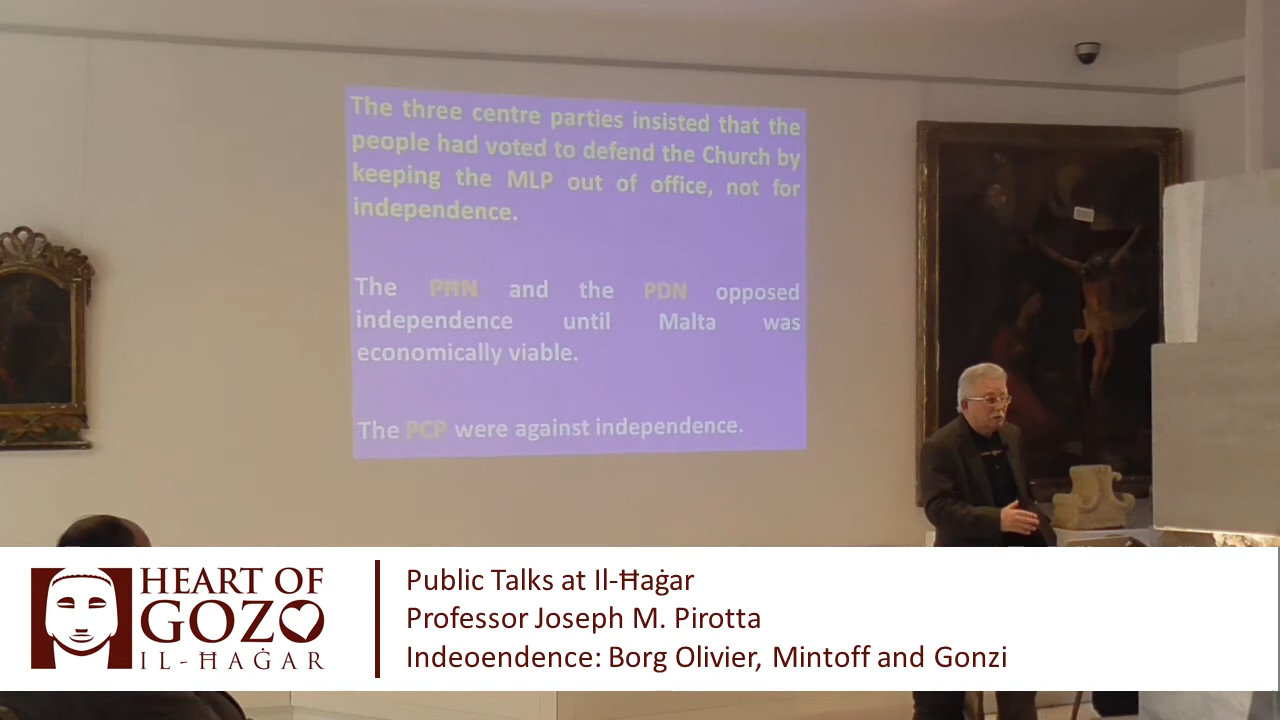 The three centre parties insisted that the
people had voted to defend the Church by
keeping the MLP out of office, not for
independence.
The PĦN and the PDN opposed
independence until Malta was
economically viable.
The PCP were against independence.
HEART OF
GOZO
IL-ĦAĠAR
Public Talks at Il-Ħaġar
Professor Joseph M. Pirotta
Indeoendence: Borg Olivier, Mintoff and Gonzi